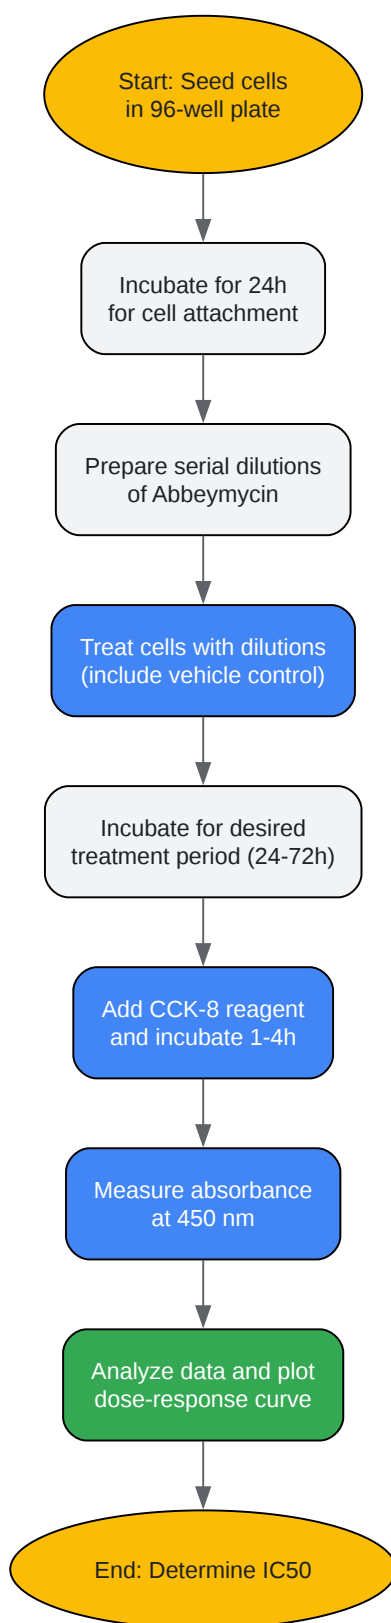 Start: Seed cells
in 96-well plate
Incubate for 24h
for cell attachment
Prepare serial dilutions
of Abbeymycin
Treat cells with dilutions
(include vehicle control)
Incubate for desired
treatment period (24-72h)
Add CCK-8 reagent
and incubate 1-4h
Measure absorbance
at 450 nm
Analyze data and plot
dose-response curve
End: Determine IC50